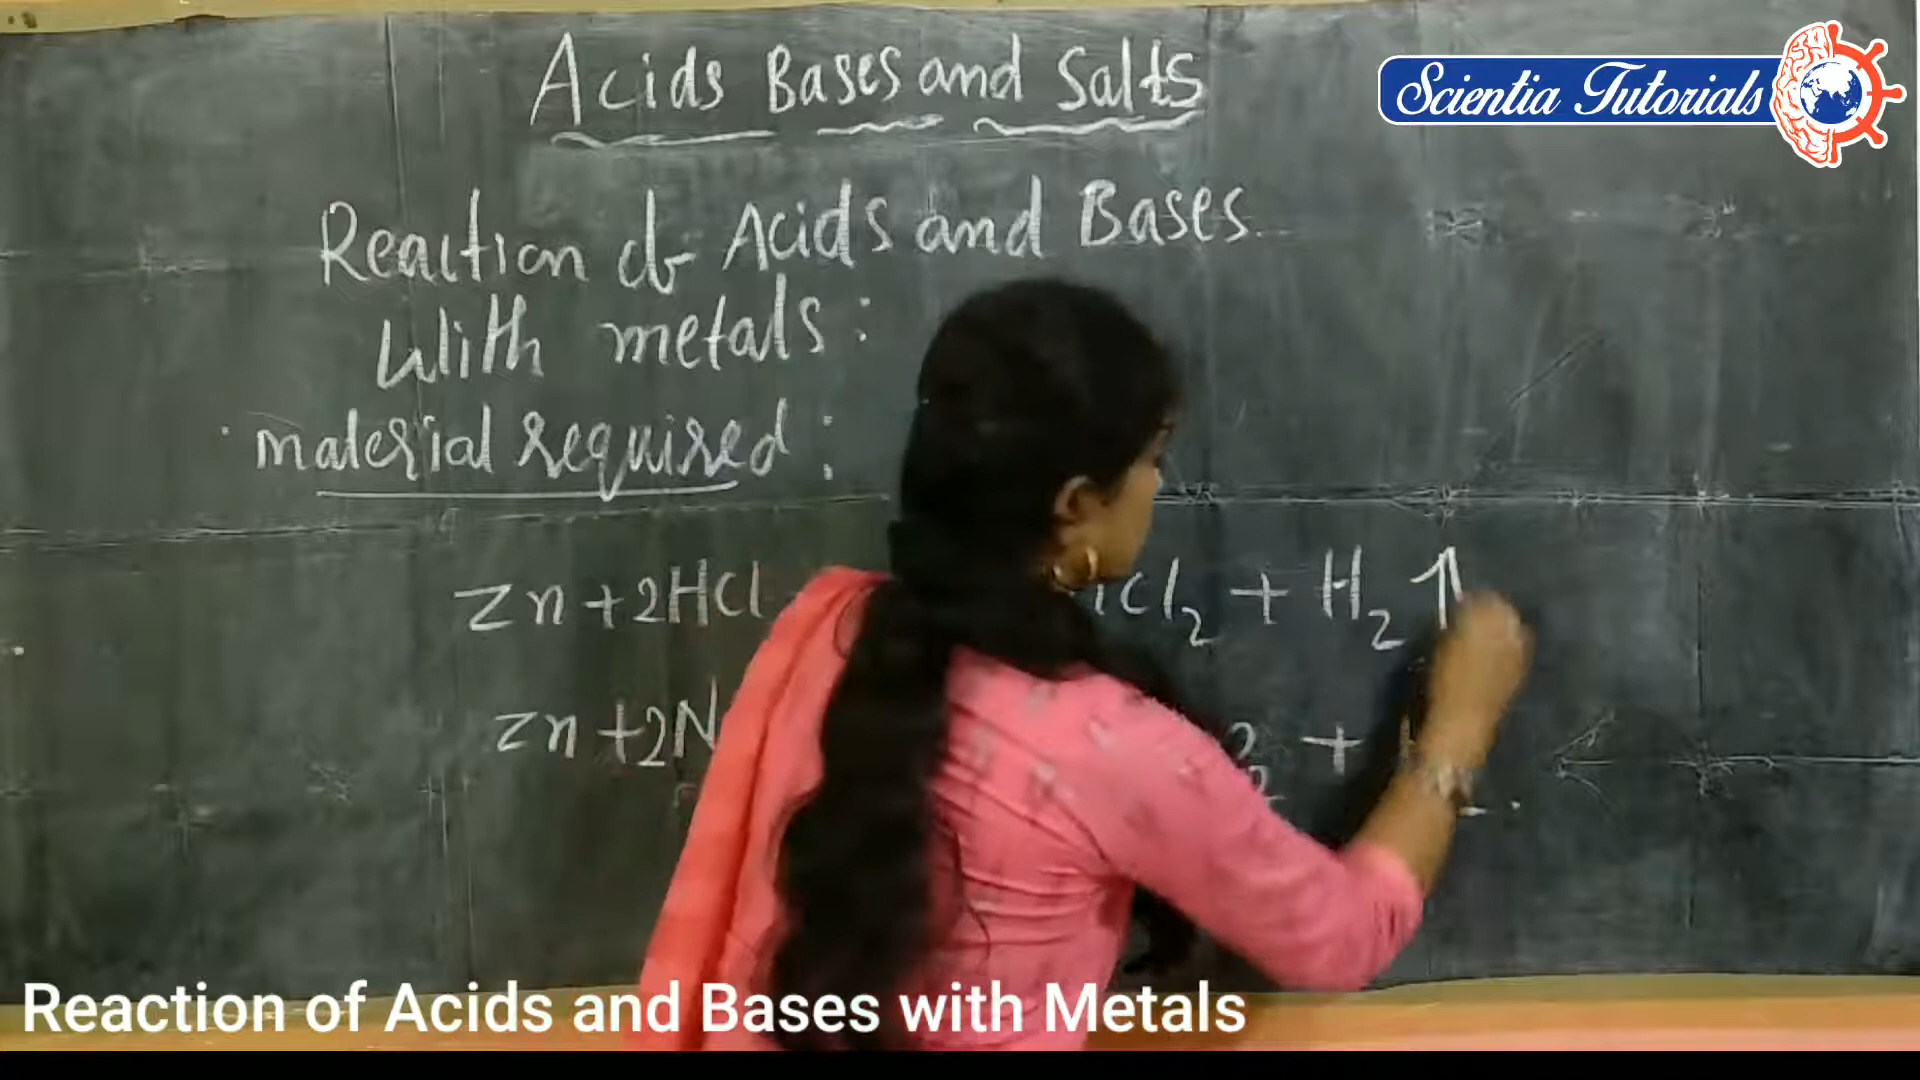 Acids Bases and Salts
Scientia Tutorials
Reaction of Acids and Bases
With metals :
material required :
Zn + 2HCl Cl₂ + H₂ ↑
Zn + 2N 2 +
Reaction of Acids and Bases with Metals